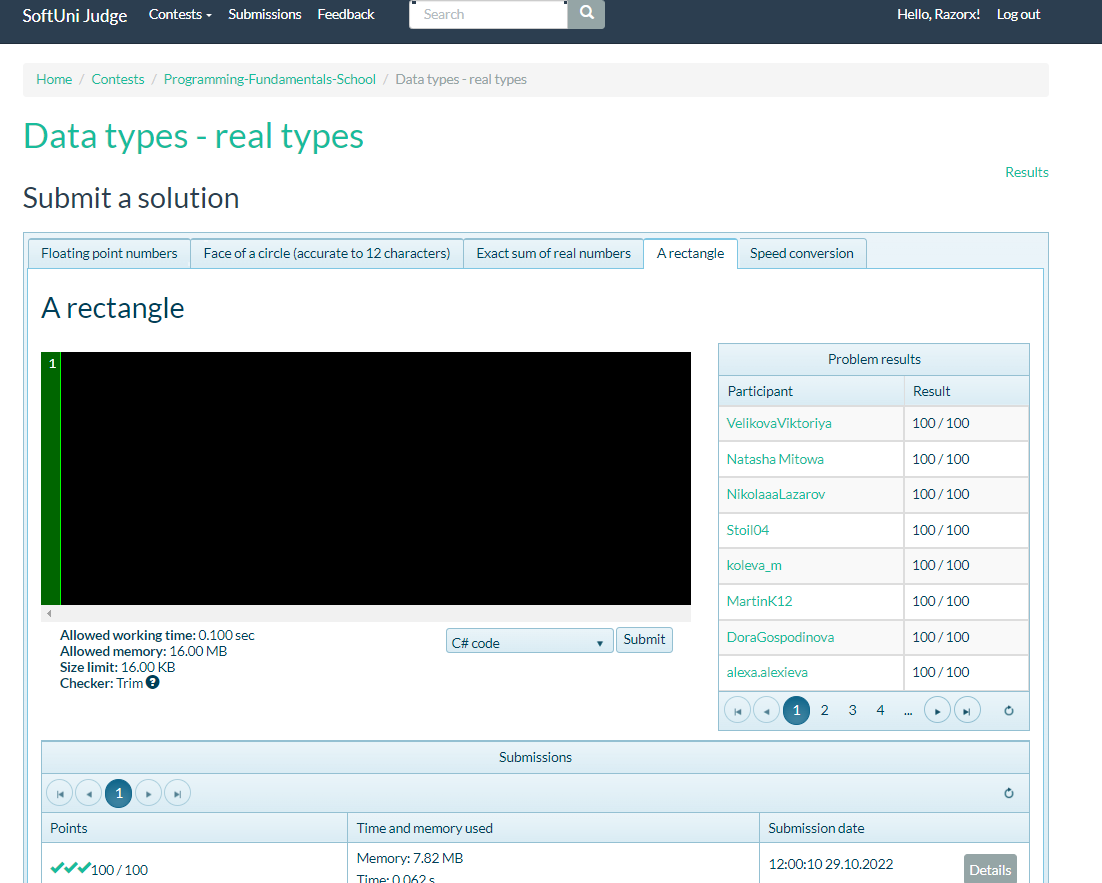 SoftUni Judge Contests Submissions Feedback Search Hello, Razorx! Log out
Home / Contests / Programming-Fundamentals-School / Data types - real types
Data types - real types
Results
Submit a solution
Floating point numbers Face of a circle (accurate to 12 characters) Exact sum of real numbers A rectangle Speed conversion
A rectangle
1
Allowed working time: 0.100 sec
Allowed memory: 16.00 MB
Size limit: 16.00 KB
Checker: Trim ?
C# code Submit
Problem results
Participant Result
VelikovaViktoriya 100 / 100
Natasha Mitowa 100 / 100
NikolaaaLazarov 100 / 100
Stoil04 100 / 100
koleva_m 100 / 100
MartinK12 100 / 100
DoraGospodinova 100 / 100
alexa.alexieva 100 / 100
1 2 3 4 ...
Submissions
1
Points Time and memory used Submission date
100 / 100 Memory: 7.82 MB 12:00:10 29.10.2022 Details
Time: 0.062 s